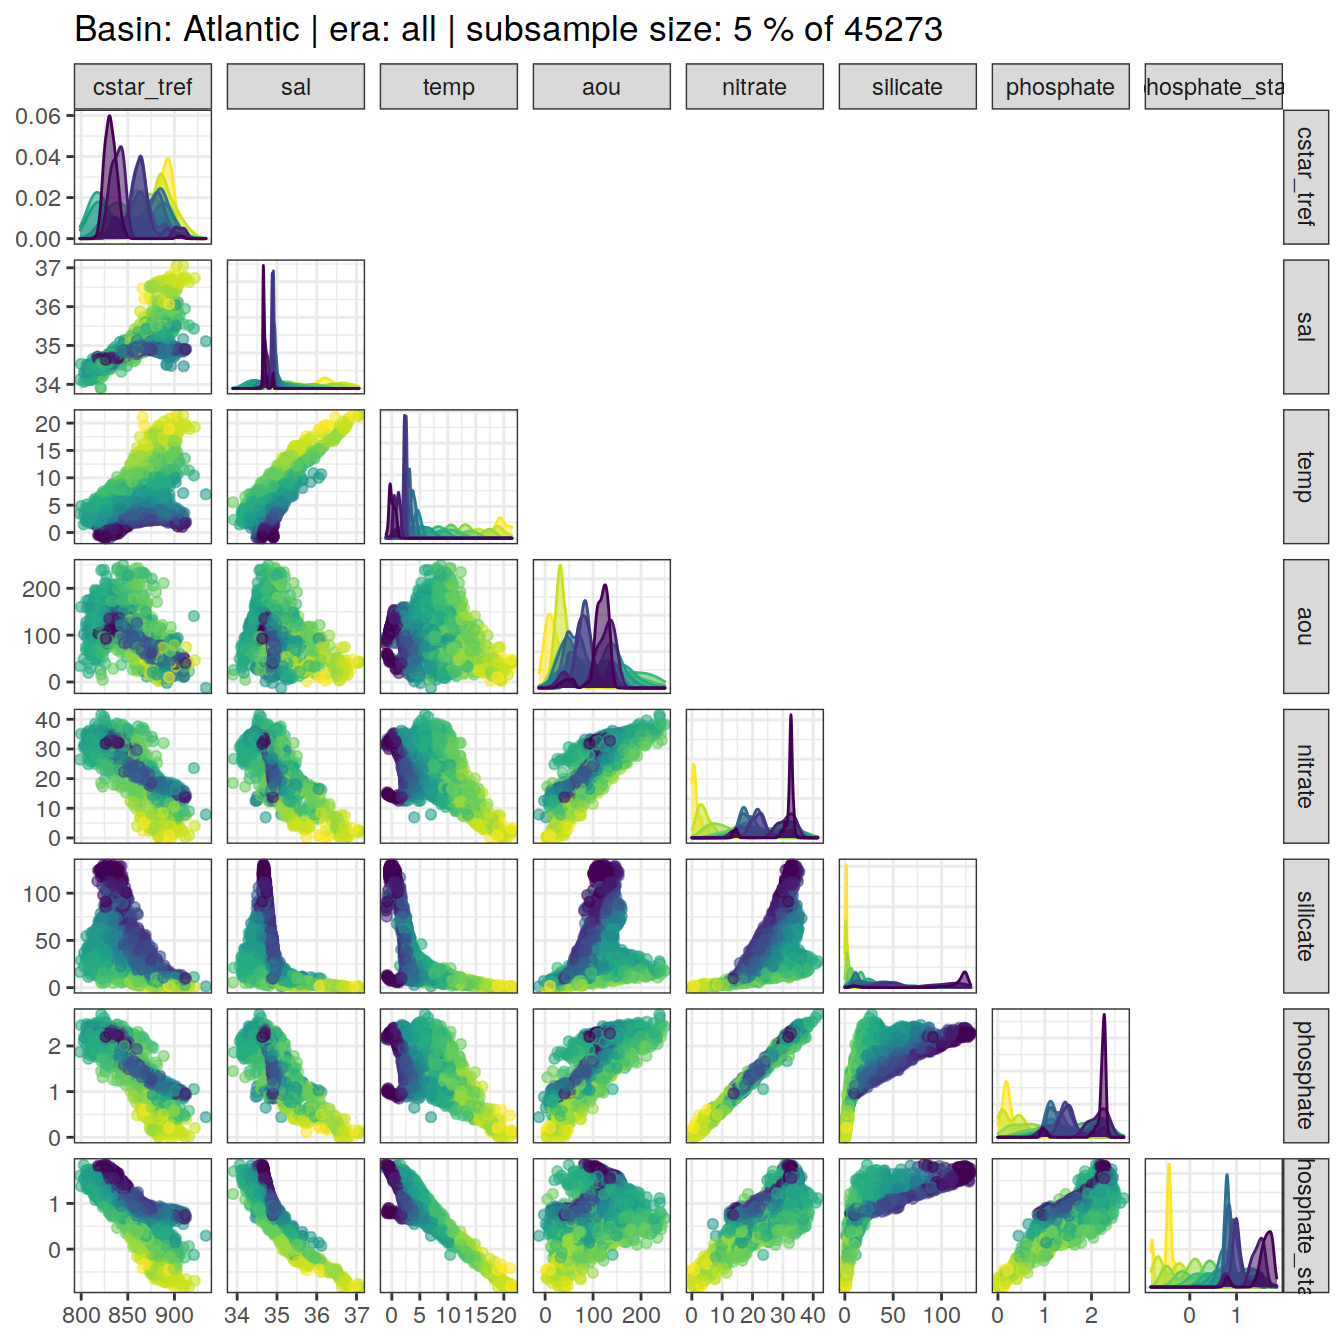 Basin: Atlantic | era: all | subsample size: 5 % of 45273
cstar_tref sal temp aou nitrate silicate phosphate hosphate_sta
0.06
0.04
0.02
0.00
cstar_tref
37
36
35
34
sal
20
15
10
5
0
temp
200
100
0
aou
40
30
20
10
0
nitrate
100
50
0
silicate
2
1
0
phosphate
1
0
hosphate_sta
800 850 900 34 35 36 37 0 5 10 15 20 0 100 200 0 10 20 30 40 0 50 100 0 1 2 0 1